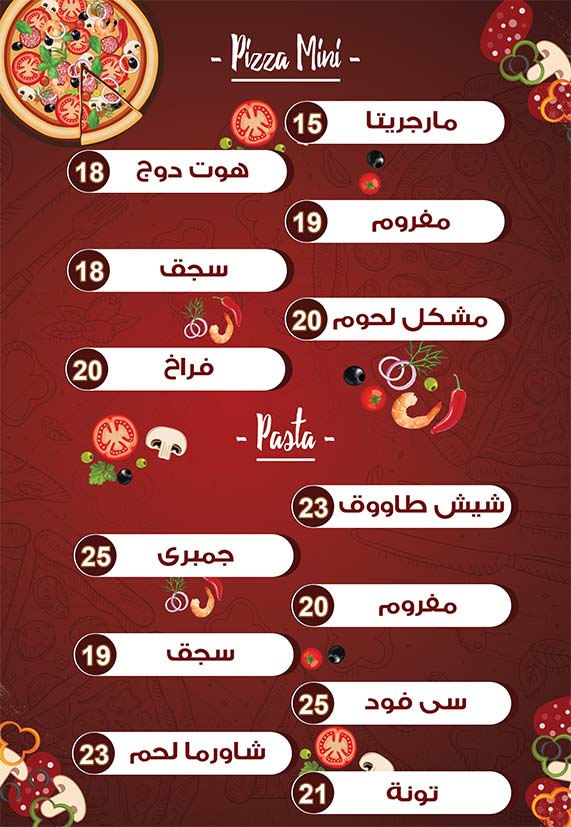 - Pizza Mini -
مارجريتا 15
هوت دوج 18
مفروم 19
سجق 18
مشكل لحوم 20
فراخ 20
- Pasta -
شيش طاووق 23
جمبرى 25
مفروم 20
سجق 19
سى فود 25
شاورما لحم 23
تونة 21